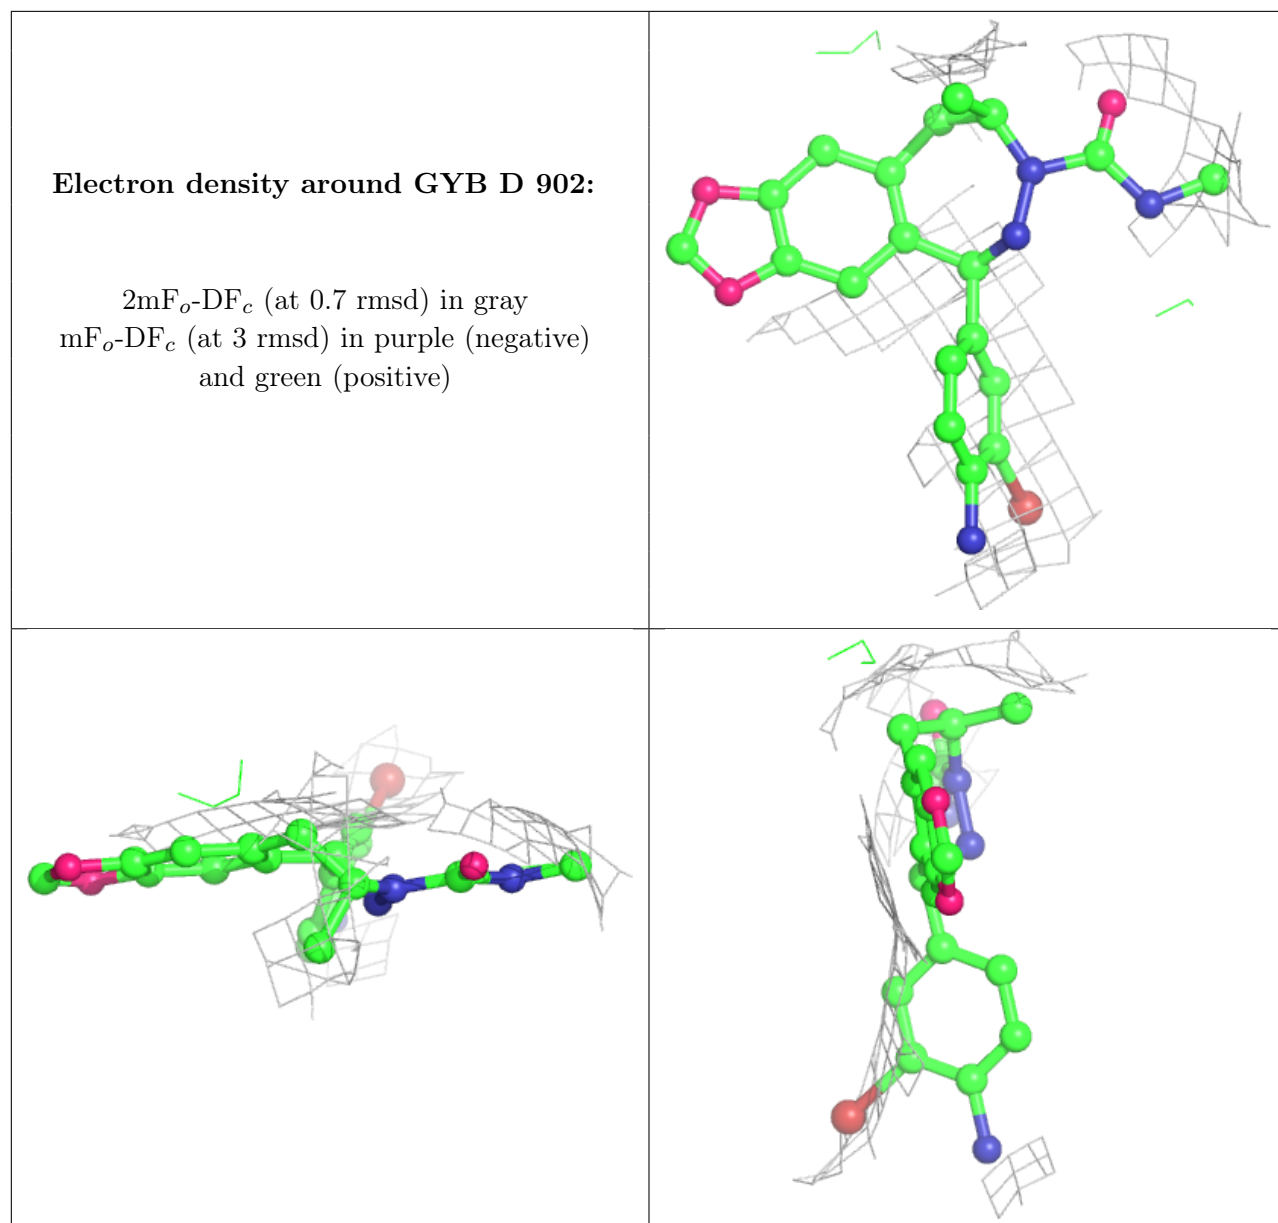 Electron density around GYB D 902:
2mFo-DFc (at 0.7 rmsd) in gray
mFo-DFc (at 3 rmsd) in purple (negative)
and green (positive)